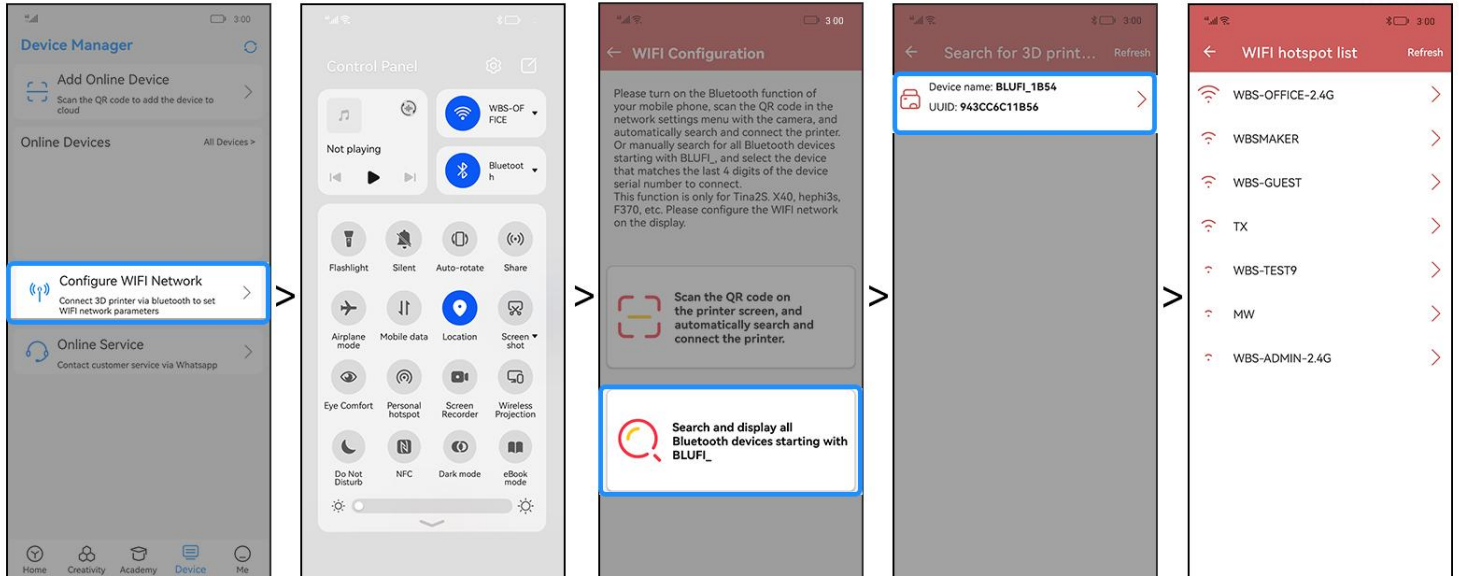 3:00
Device Manager
Add Online Device
Scan the QR code to add the device to
cloud
Online Devices
All Devices >
Configure WIFI Network
Connect 3D printer via bluetooth to set
WIFI network parameters
Online Service
Contact customer service via Whatsapp
Home
Creativity
Academy
Device
Me
>
Control Panel
Not playing
WBS-OF
FICE
Bluetoot
h
Flashlight
Silent
Auto-rotate
Share
Airplane
mode
Mobile data
Location
Screen
shot
Eye Comfort
Personal
hotspot
Screen
Recorder
Wireless
Projection
Do Not
Disturb
NFC
Dark mode
eBook
mode
>
3:00
WIFI Configuration
Please turn on the Bluetooth function of
your mobile phone, scan the QR code in the
network settings menu with the camera, and
automatically search and connect the printer.
Or manually search for all Bluetooth devices
starting with BLUFI_, and select the device
that matches the last 4 digits of the device
serial number to connect.
This function is only for Tina2S. X40, hephi3s,
F370, etc. Please configure the WIFI network
on the display.
Scan the QR code on
the printer screen, and
automatically search and
connect the printer.
Search and display all
Bluetooth devices starting with
BLUFI_
>
3:00
Search for 3D print...
Refresh
Device name: BLUFI_1B54
UUID: 943CC6C11B56
>
3:00
WIFI hotspot list
Refresh
WBS-OFFICE-2.4G
WBSMAKER
WBS-GUEST
TX
WBS-TEST9
MW
WBS-ADMIN-2.4G